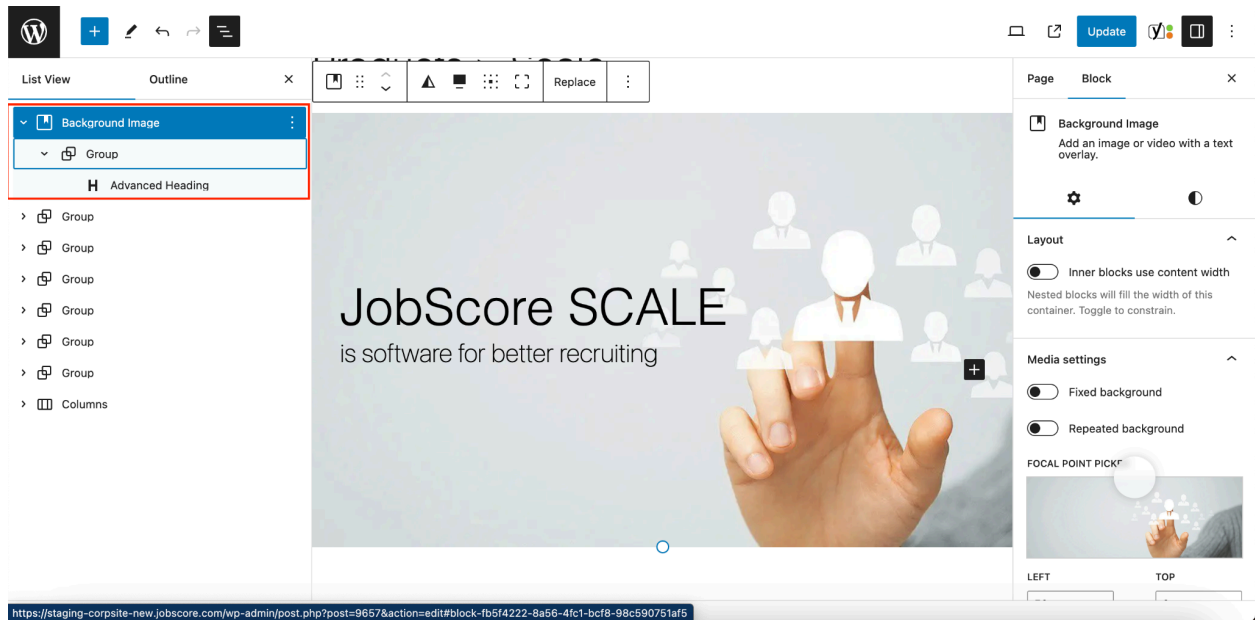 Update
List View
Outline
Replace
Page
Block
Background Image
Group
Advanced Heading
Group
Group
Group
Group
Group
Group
Columns
JobScore SCALE
is software for better recruiting
Background Image
Add an image or video with a text
overlay.
Layout
Inner blocks use content width
Nested blocks will fill the width of this
container. Toggle to constrain.
Media settings
Fixed background
Repeated background
FOCAL POINT PICKE
LEFT
TOP
https://staging-corpsite-new.jobscore.com/wp-admin/post.php?post=9657&action=edit#block-fb5f4222-8a56-4fc1-bcf8-98c590751af5